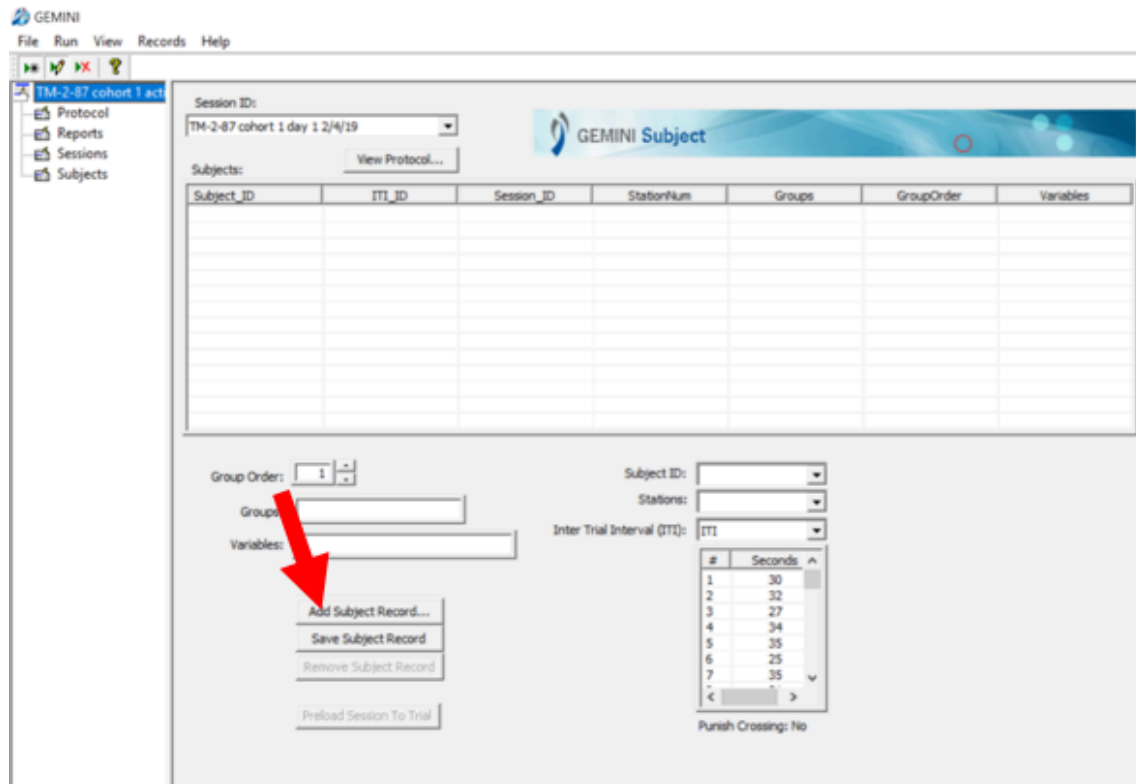 GEMINI
File Run View Records Help
TM-2-87 cohort 1 acti
Protocol
Reports
Sessions
Subjects
Session ID:
TM-2-87 cohort 1 day 1 2/4/19
GEMINI Subject
View Protocol...
Subjects:
Subject_ID ITI_ID Session_ID StationNum Groups GroupOrder Variables
Group Order: 1
Groups
Variables:
Add Subject Record...
Save Subject Record
Remove Subject Record
Preload Session To Trial
Subject ID:
Stations:
Inter Trial Interval (ITI): ITI
# Seconds
1 30
2 32
3 27
4 34
5 35
6 25
7 35
Punish Crossing: No